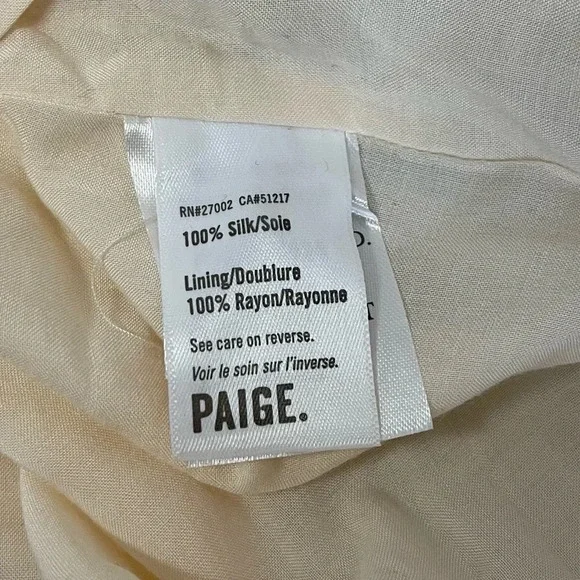 RN#27002 CA#51217
100% Silk/Soie
Lining/Doublure
100% Rayon/Rayonne
See care on reverse.
Voir le soin sur l'inverse.
PAIGE.